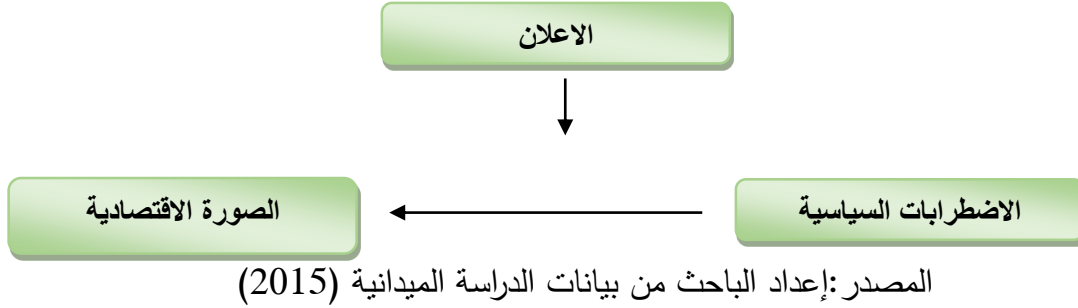 الاعلان
الاضطرابات السياسية
الصورة الاقتصادية
المصدر:إعداد الباحث من بيانات الدراسة الميدانية (2015)